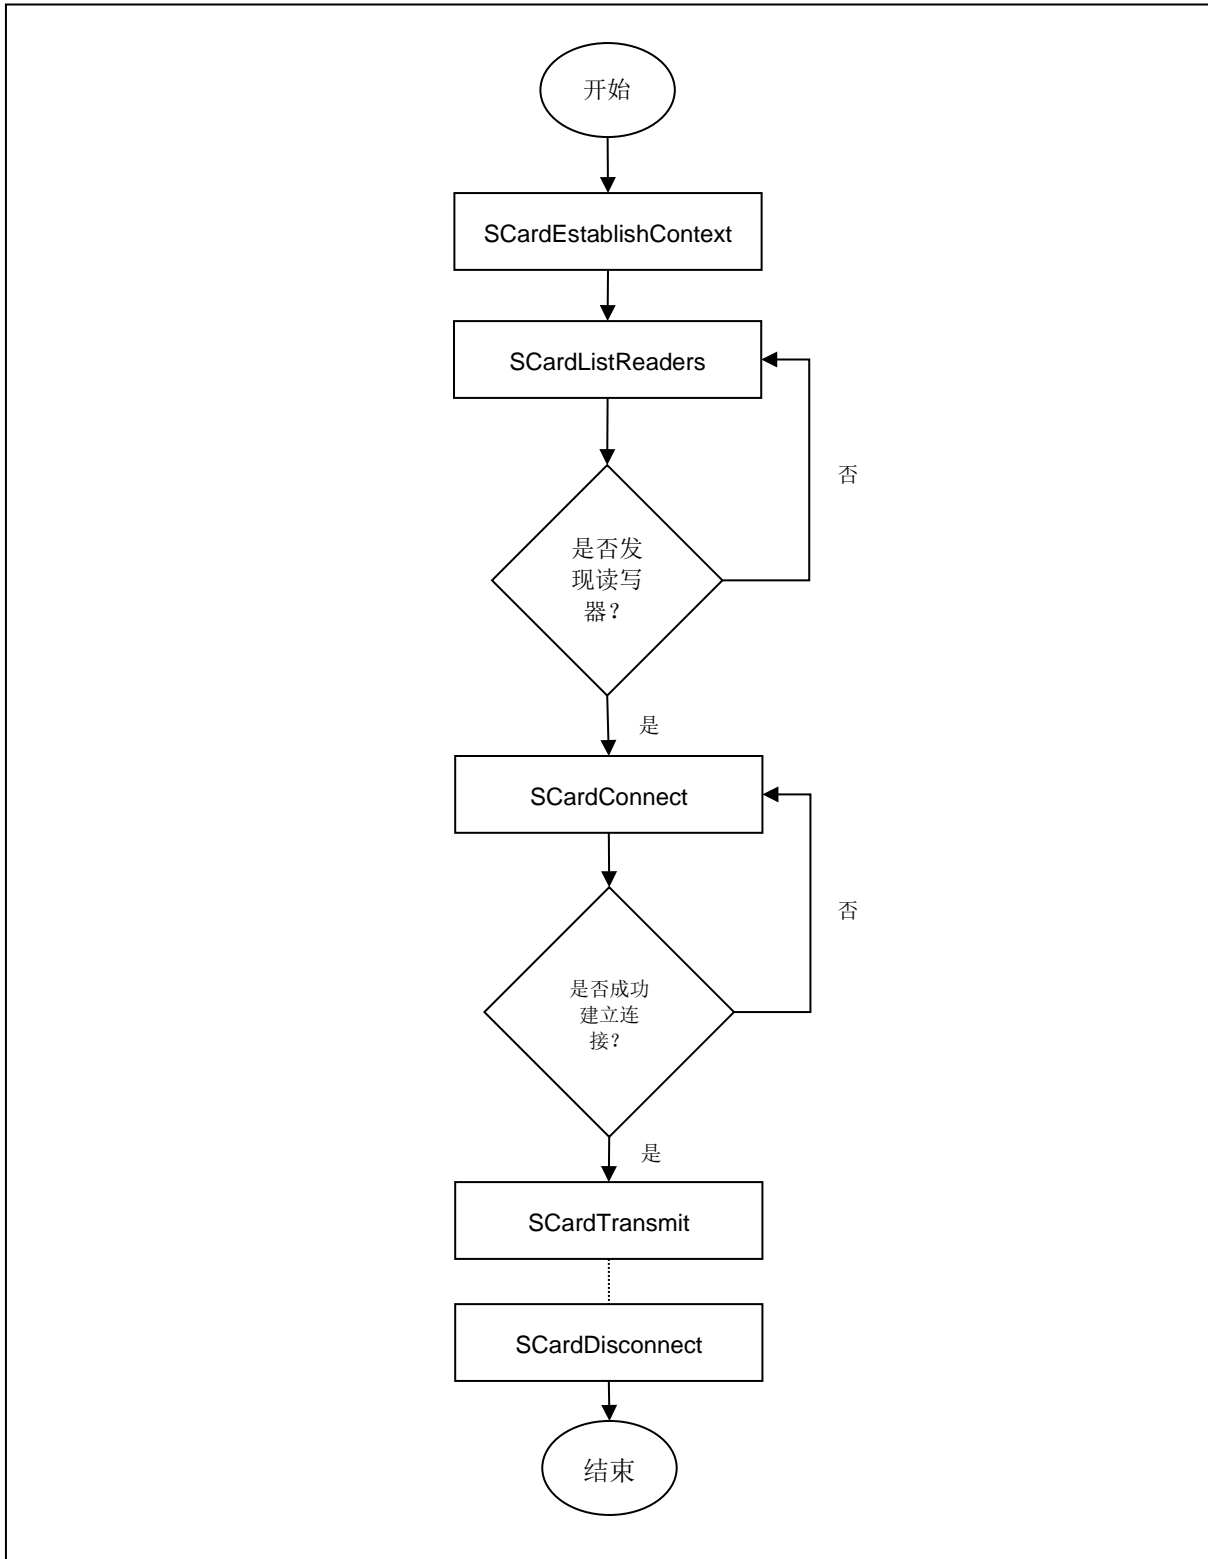 开始
SCardEstablishContext
SCardListReaders
否
是否发
现读写
器？
是
SCardConnect
否
是否成功
建立连
接？
是
SCardTransmit
SCardDisconnect
结束